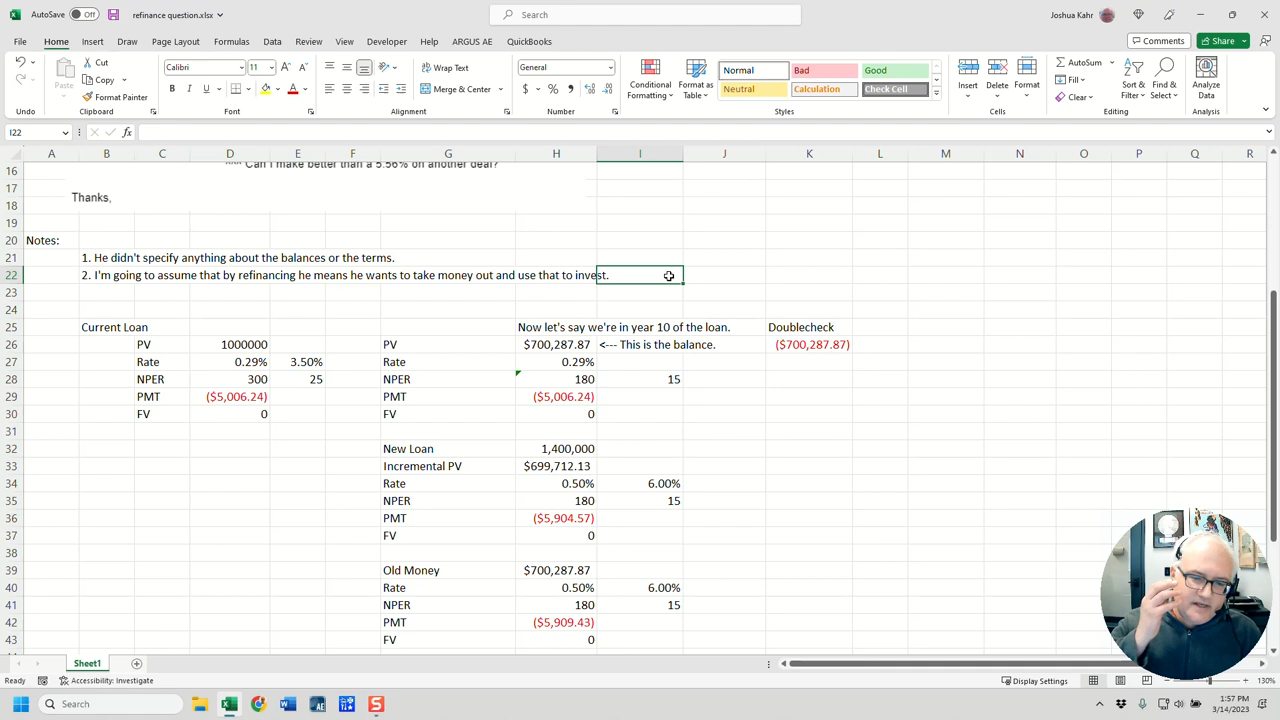 AutoSave Off refinance question.xlsx Search Joshua Kahr
File Home Insert Draw Page Layout Formulas Data Review View Developer Help ARGUS AE QuickBooks Comments Share
Paste Cut Calibri 11 Wrap Text General Normal Bad Good AutoSum
Copy Conditional Formatting Format as Table Insert Delete Format Fill Sort & Filter Find & Select Analyze Data
Format Painter Merge & Center Neutral Calculation Check Cell Clear
Undo Clipboard Font Alignment Number Styles Cells Editing Analysis
I22 fx
A B C D E F G H I J K L M N O P Q R
16 Can I make better than a 5.56% on another deal?
17 Thanks,
18
19
20 Notes:
21 1. He didn't specify anything about the balances or the terms.
22 2. I'm going to assume that by refinancing he means he wants to take money out and use that to invest.
23
24
25 Current Loan Now let's say we're in year 10 of the loan. Doublecheck
26 PV 1000000 PV $700,287.87 <--- This is the balance. ($700,287.87)
27 Rate 0.29% 3.50% Rate 0.29%
28 NPER 300 25 NPER 180 15
29 PMT ($5,006.24) PMT ($5,006.24)
30 FV 0 FV 0
31
32 New Loan 1,400,000
33 Incremental PV $699,712.13
34 Rate 0.50% 6.00%
35 NPER 180 15
36 PMT ($5,904.57)
37 FV 0
38
39 Old Money $700,287.87
40 Rate 0.50% 6.00%
41 NPER 180 15
42 PMT ($5,909.43)
43 FV 0
Sheet1
Ready Accessibility: Investigate Display Settings 130%
Search 1:57 PM
3/14/2023